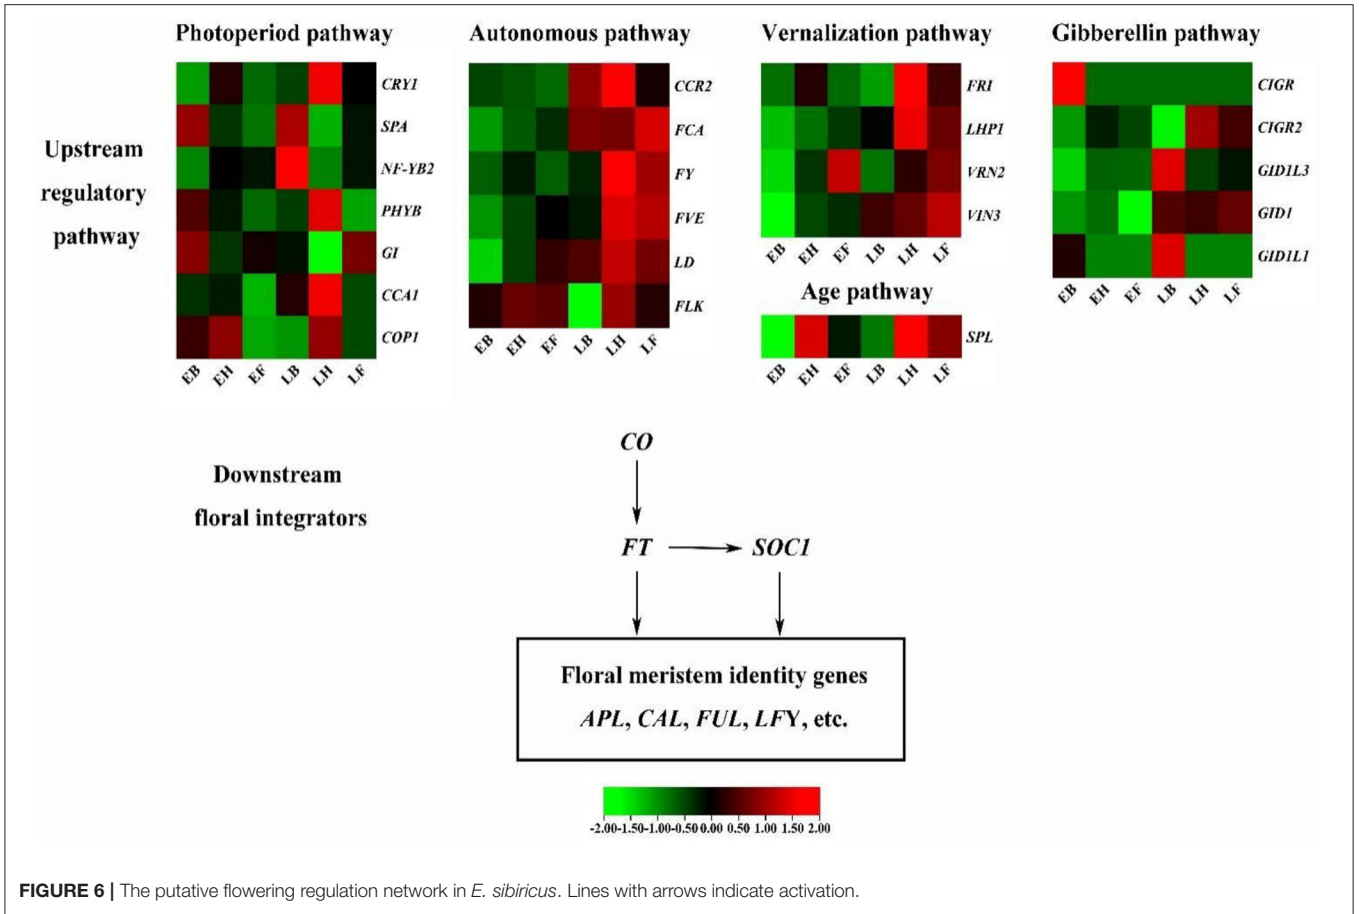 Photoperiod pathway
Autonomous pathway
Vernalization pathway
Gibberellin pathway
Upstream
regulatory
pathway
CRY1
SPA
NF-YB2
PHYB
GI
CCA1
COP1
EB EH EF LB LH LF
CCR2
FCA
FY
FVE
LD
FLK
EB EH EF LB LH LF
FRI
LHP1
VRN2
VIN3
EB EH EF LB LH LF
Age pathway
SPL
EB EH EF LB LH LF
CIGR
CIGR2
GID1L3
GID1
GID1L1
EB EH EF LB LH LF
Downstream
floral integrators
CO
FT
SOC1
Floral meristem identity genes
APL, CAL, FUL, LFY, etc.
-2.00 -1.50 -1.00 -0.50 0.00 0.50 1.00 1.50 2.00
FIGURE 6 | The putative flowering regulation network in E. sibiricus. Lines with arrows indicate activation.